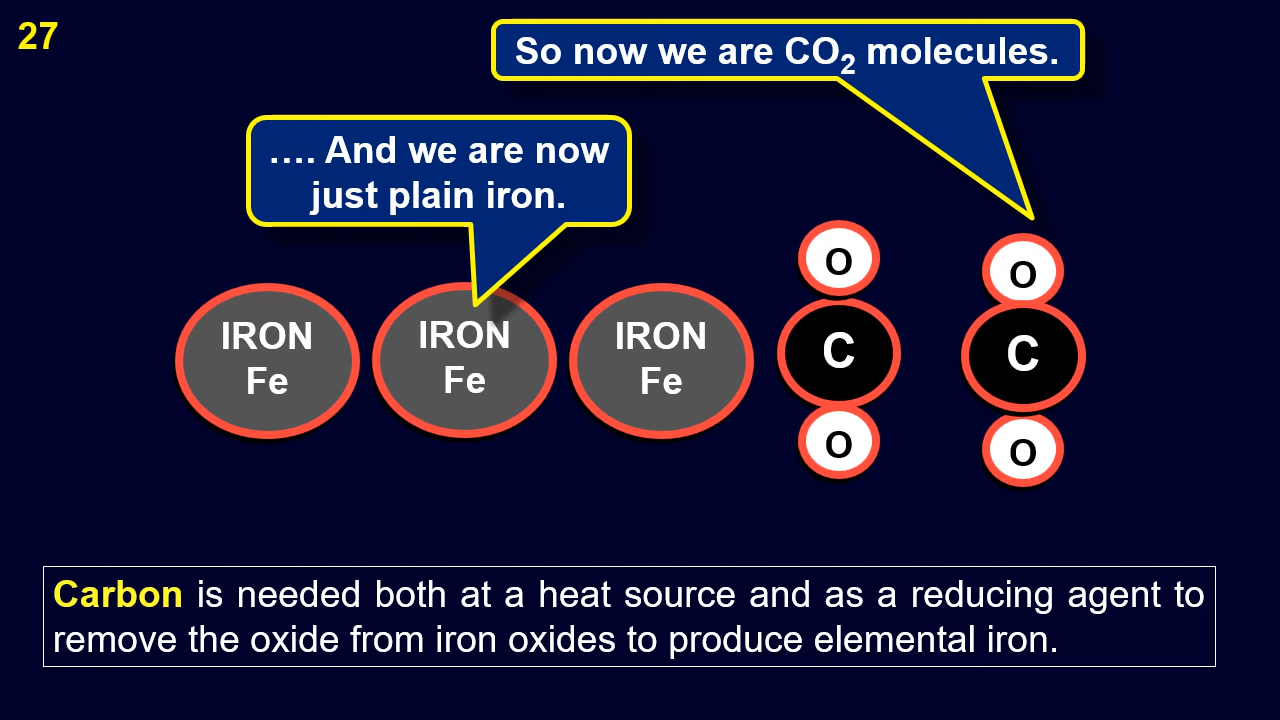 27
So now we are CO₂ molecules.
…. And we are now
just plain iron.
IRON
Fe
IRON
Fe
IRON
Fe
O
C
O
O
C
O
Carbon is needed both at a heat source and as a reducing agent to
remove the oxide from iron oxides to produce elemental iron.